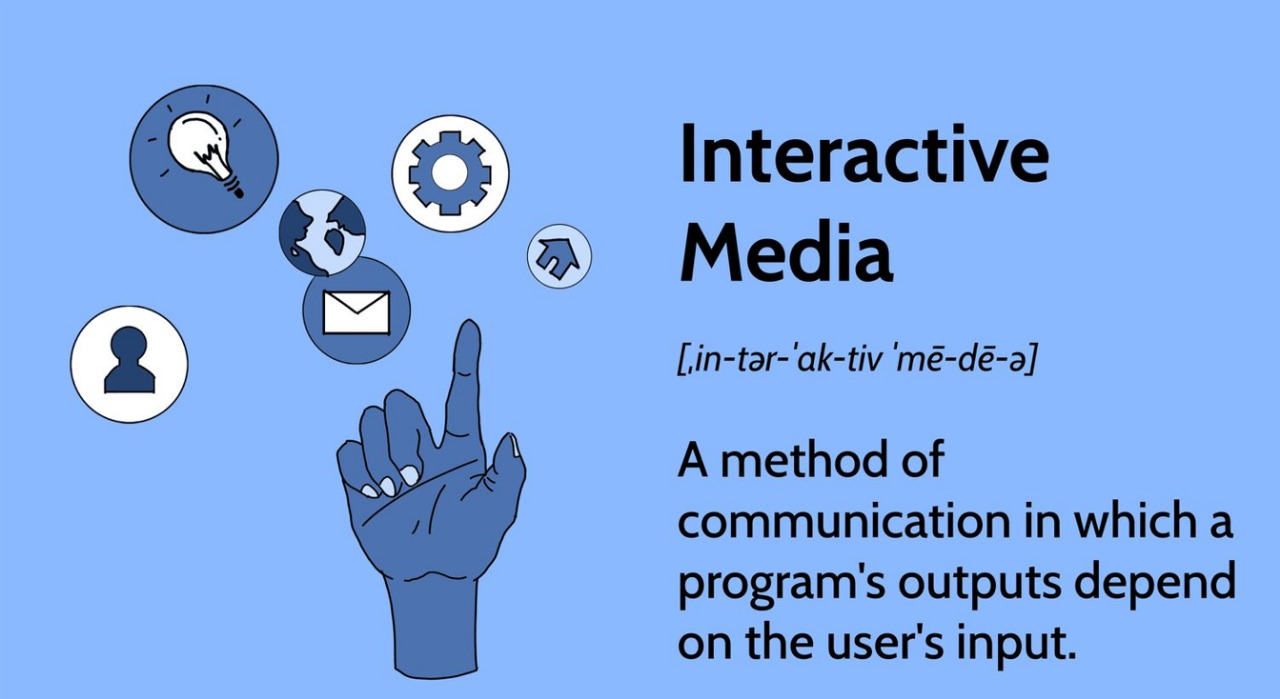 Interactive
Media
[ˌin-tər-ˈak-tiv ˈmē-dē-ə]
A method of
communication in which a
program's outputs depend
on the user's input.